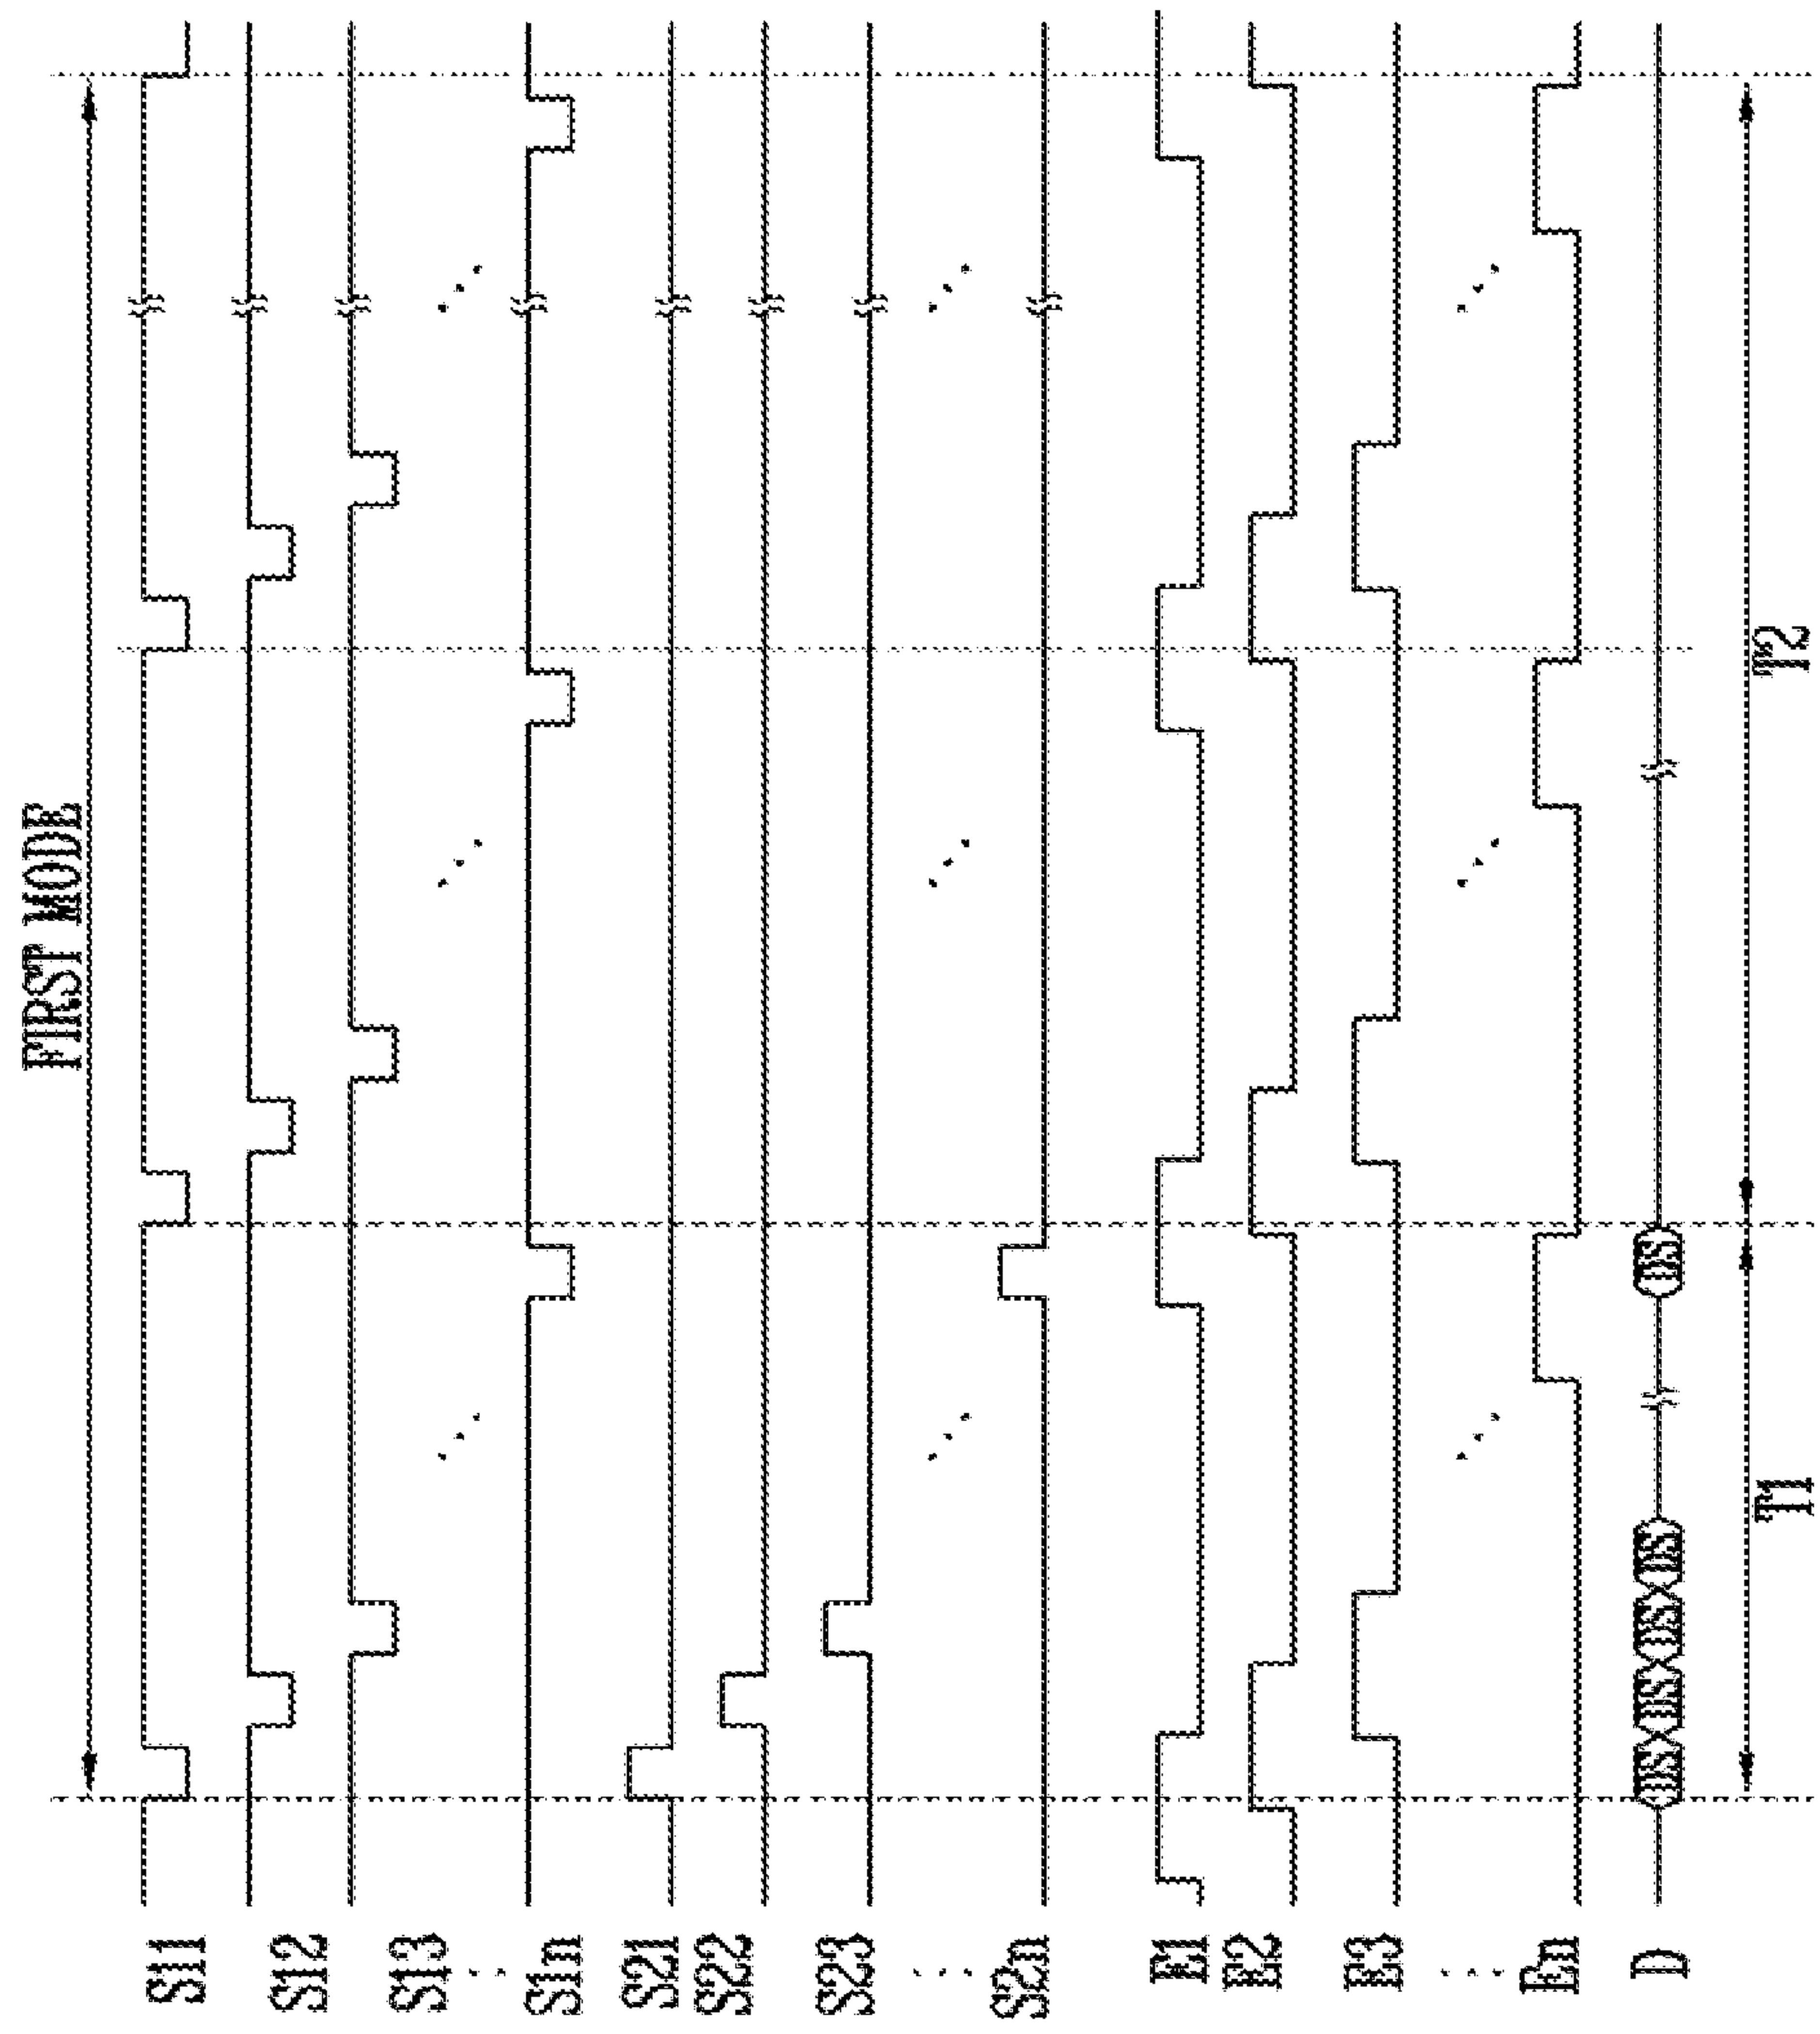 FIRST MODE
S11
S12
S13
S1n
S21
S22
S23
S2n
E1
E2
E3
En
D
DS DS DS DS DS
T1 T2